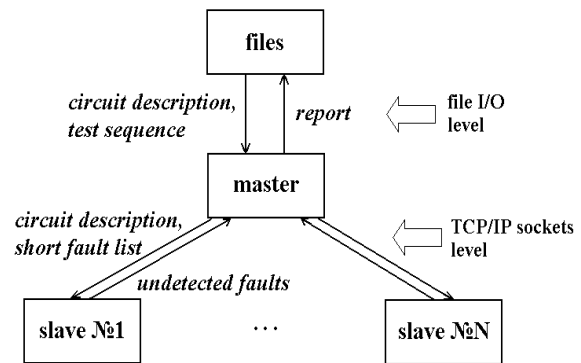 files
circuit description,
test sequence
report
file I/O
level
master
circuit description,
short fault list
TCP/IP sockets
level
undetected faults
slave №1
...
slave №N